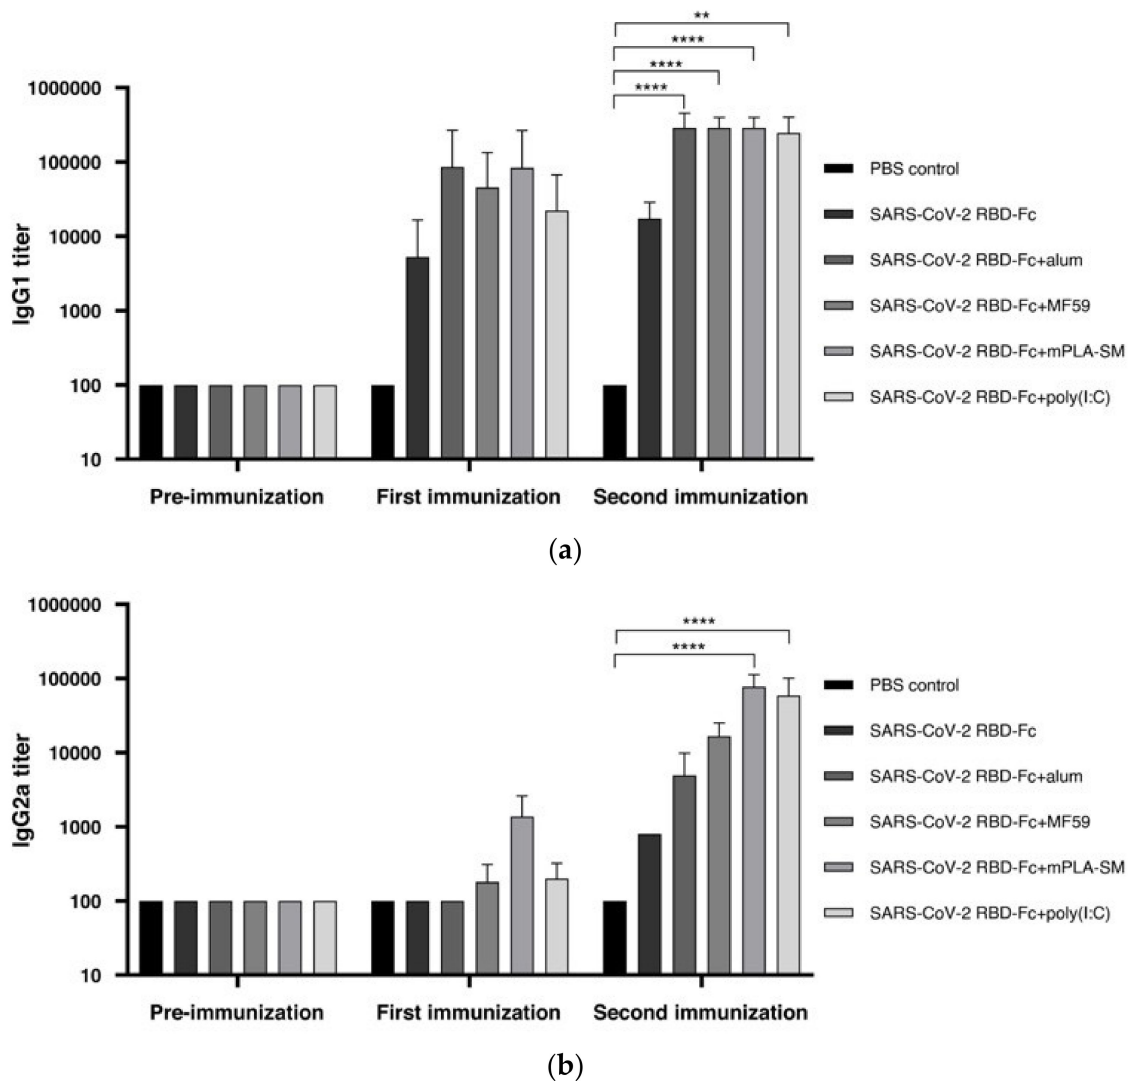 **
****
****
****
1000000
100000
10000
1000
100
10
IgG1 titer
Pre-immunization
First immunization
Second immunization
PBS control
SARS-CoV-2 RBD-Fc
SARS-CoV-2 RBD-Fc+alum
SARS-CoV-2 RBD-Fc+MF59
SARS-CoV-2 RBD-Fc+mPLA-SM
SARS-CoV-2 RBD-Fc+poly(I:C)
(a)
****
****
1000000
100000
10000
1000
100
10
IgG2a titer
Pre-immunization
First immunization
Second immunization
PBS control
SARS-CoV-2 RBD-Fc
SARS-CoV-2 RBD-Fc+alum
SARS-CoV-2 RBD-Fc+MF59
SARS-CoV-2 RBD-Fc+mPLA-SM
SARS-CoV-2 RBD-Fc+poly(I:C)
(b)